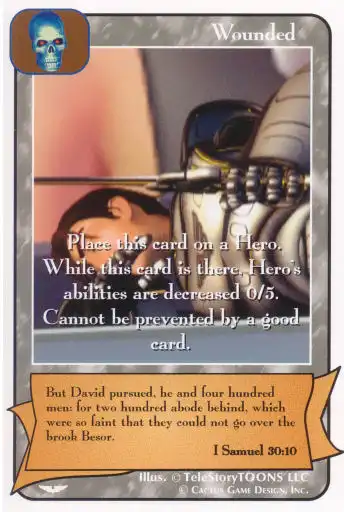 Wounded
Place this card on a Hero.
While this card is there, Hero's
abilities are decreased 0/5.
Cannot be prevented by a good
card.
But David pursued, he and four hundred
men: for two hundred abode behind, which
were so faint that they could not go over the
brook Besor.
I Samuel 30:10
Illus. © TeleStoryTOONS LLC
© Cactus Game Design, Inc.